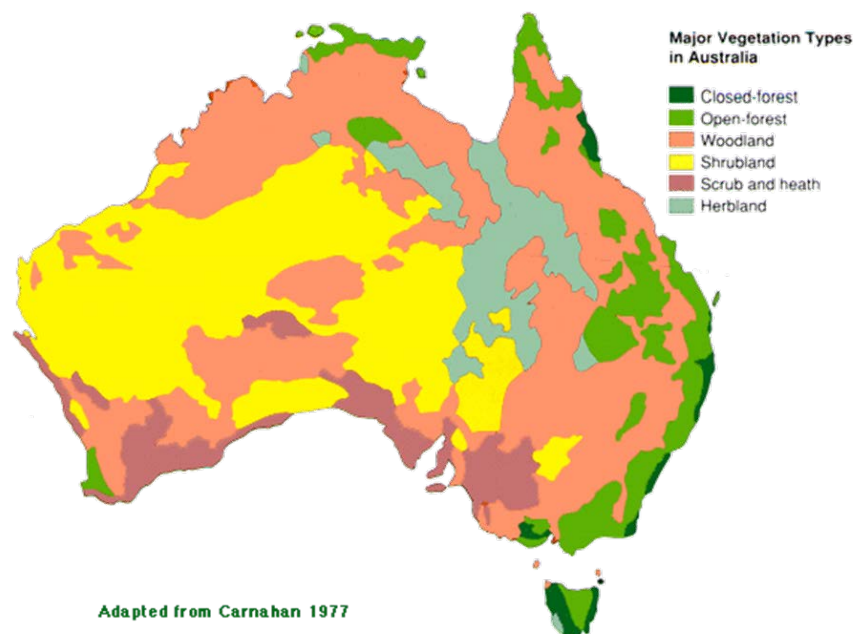 Major Vegetation Types
in Australia
Closed-forest
Open-forest
Woodland
Shrubland
Scrub and heath
Herbland
Adapted from Carnahan 1977